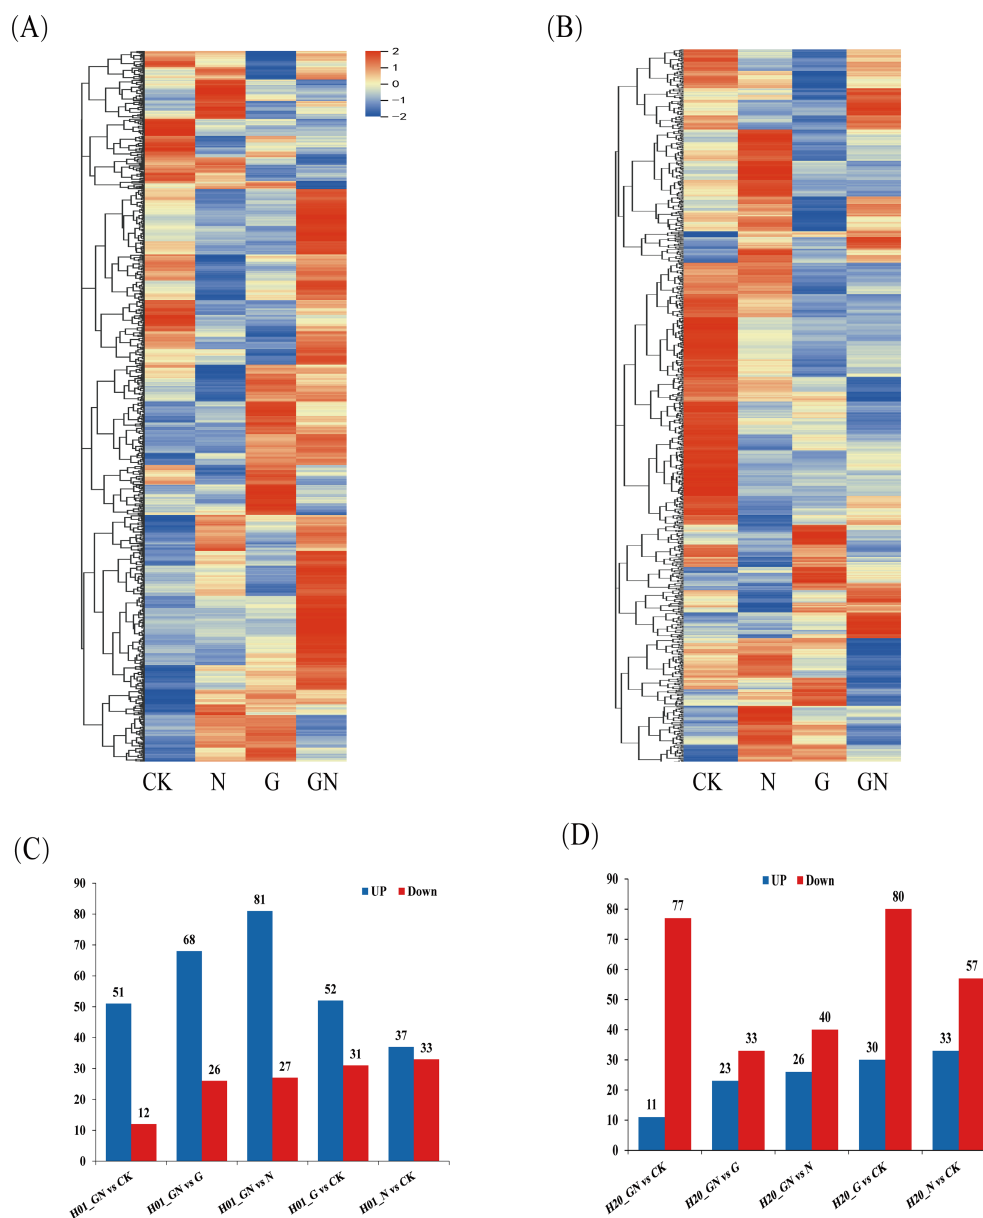 (A)
2
1
0
−1
−2
CK N G GN
(B)
CK N G GN
(C)
UP Down
90
80
70
60
50
40
30
20
10
0
51 12 68 26 81 27 52 31 37 33
H01_GN vs CK
H01_GN vs G
H01_GN vs N
H01_G vs CK
H01_N vs CK
(D)
UP Down
90
80
70
60
50
40
30
20
10
0
11 77 23 33 26 40 30 80 33 57
H20_GN vs CK
H20_GN vs G
H20_GN vs N
H20_G vs CK
H20_N vs CK